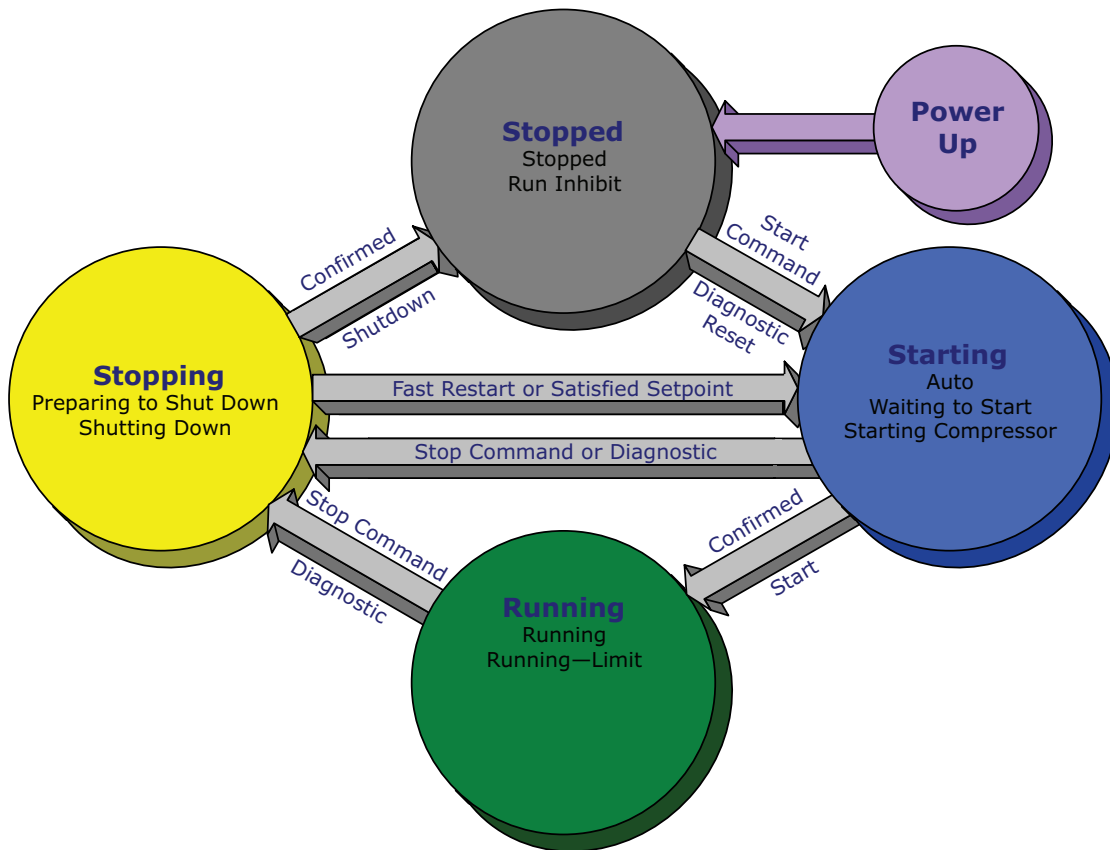 Stopped
Stopped
Run Inhibit
Power
Up
Confirmed
Shutdown
Start
Command
Diagnostic
Reset
Stopping
Preparing to Shut Down
Shutting Down
Fast Restart or Satisfied Setpoint
Stop Command or Diagnostic
Starting
Auto
Waiting to Start
Starting Compressor
Stop Command
Diagnostic
Confirmed
Start
Running
Running
Running—Limit